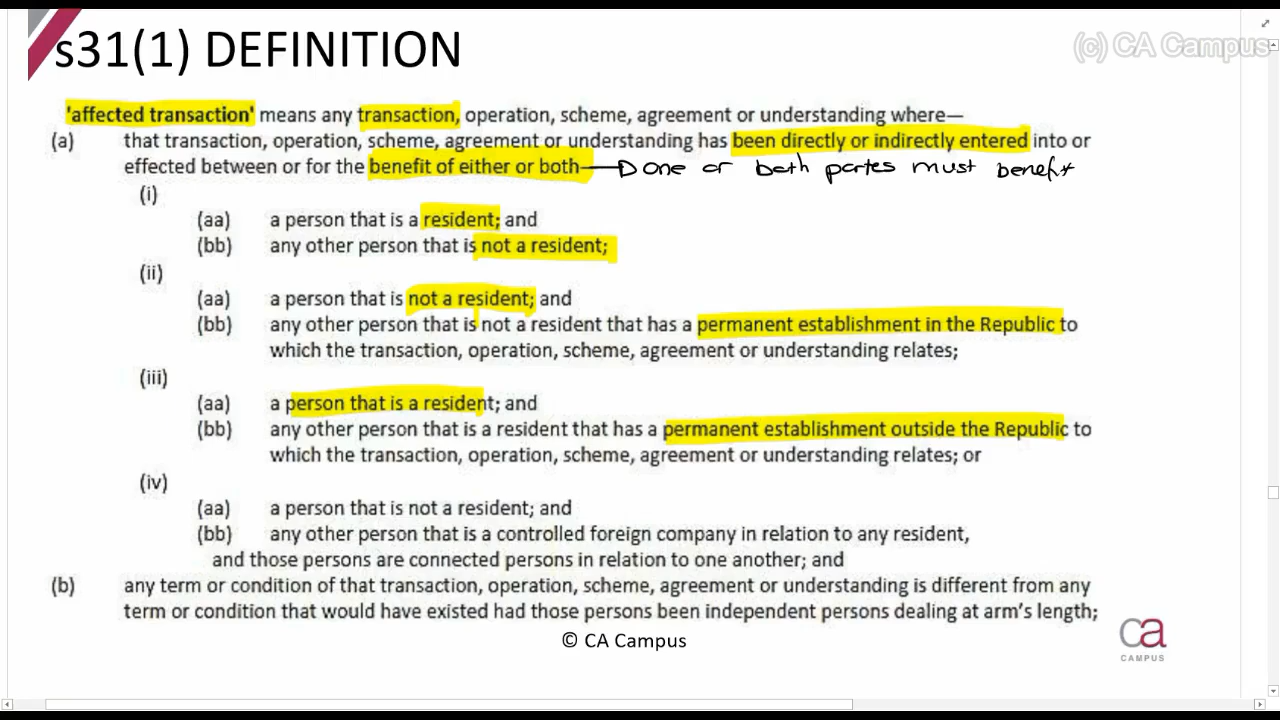 s31(1) DEFINITION
(c) CA Campus
'affected transaction' means any transaction, operation, scheme, agreement or understanding where—
(a) that transaction, operation, scheme, agreement or understanding has been directly or indirectly entered into or
effected between or for the benefit of either or both one or both parties must benefit
(i)
(aa) a person that is a resident; and
(bb) any other person that is not a resident;
(ii)
(aa) a person that is not a resident; and
(bb) any other person that is not a resident that has a permanent establishment in the Republic to
which the transaction, operation, scheme, agreement or understanding relates;
(iii)
(aa) a person that is a resident; and
(bb) any other person that is a resident that has a permanent establishment outside the Republic to
which the transaction, operation, scheme, agreement or understanding relates; or
(iv)
(aa) a person that is not a resident; and
(bb) any other person that is a controlled foreign company in relation to any resident,
and those persons are connected persons in relation to one another; and
(b) any term or condition of that transaction, operation, scheme, agreement or understanding is different from any
term or condition that would have existed had those persons been independent persons dealing at arm's length;
© CA Campus
ca
CAMPUS